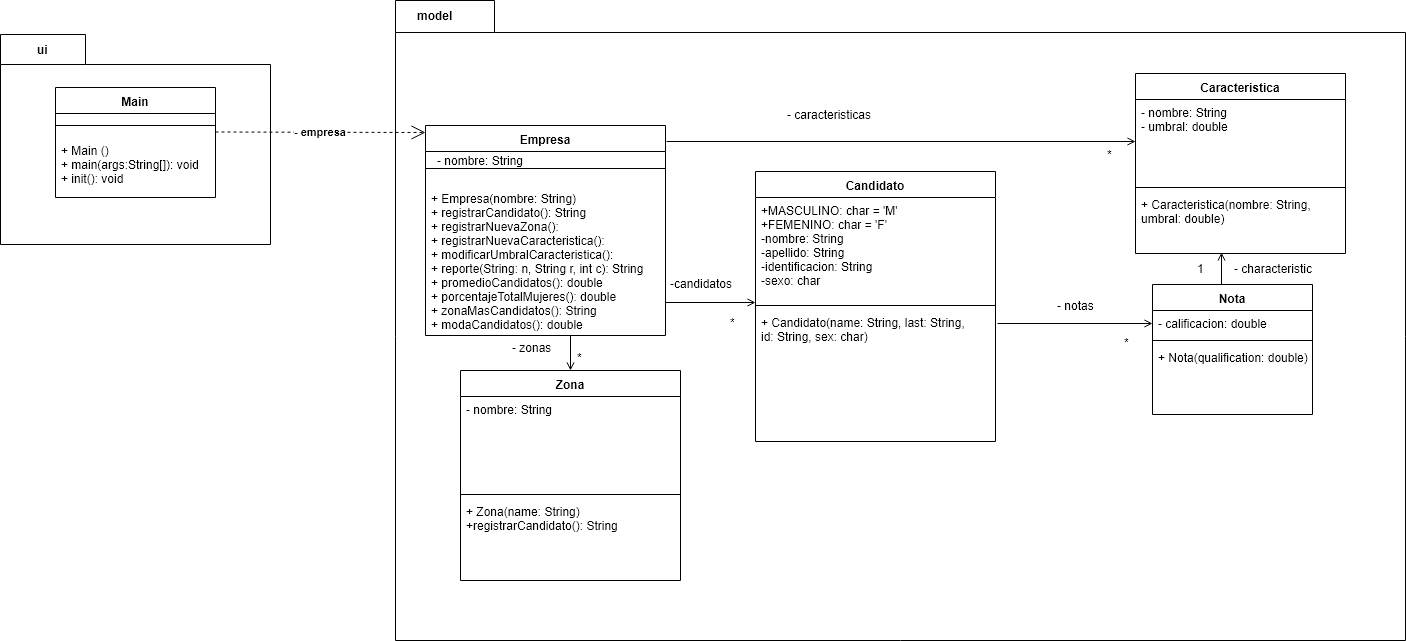 model
ui
Main
+ Main ()
+ main(args:String[]): void
+ init(): void
- empresa
Empresa
- nombre: String
+ Empresa(nombre: String)
+ registrarCandidato(): String
+ registrarNuevaZona():
+ registrarNuevaCaracteristica():
+ modificarUmbralCaracteristica():
+ reporte(String: n, String r, int c): String
+ promedioCandidatos(): double
+ porcentajeTotalMujeres(): double
+ zonaMasCandidatos(): String
+ modaCandidatos(): double
- caracteristicas
*
Caracteristica
- nombre: String
- umbral: double
+ Caracteristica(nombre: String,
umbral: double)
-candidatos
*
Candidato
+MASCULINO: char = 'M'
+FEMENINO: char = 'F'
-nombre: String
-apellido: String
-identificacion: String
-sexo: char
+ Candidato(name: String, last: String,
id: String, sex: char)
1
- characteristic
- notas
*
Nota
- calificacion: double
+ Nota(qualification: double)
- zonas
*
Zona
- nombre: String
+ Zona(name: String)
+registrarCandidato(): String